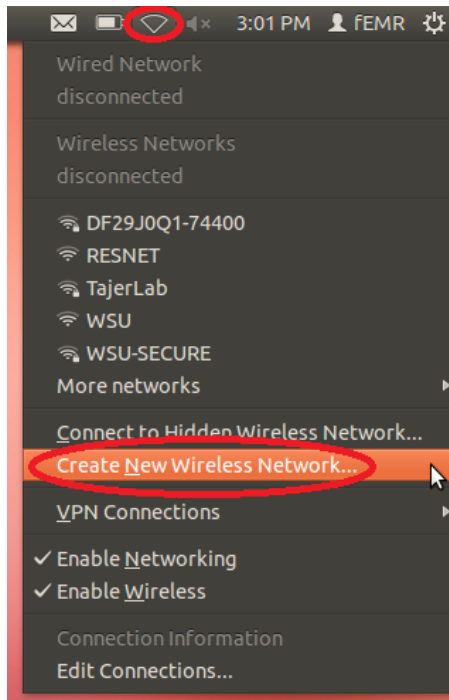 3:01 PM fEMR
Wired Network
disconnected
Wireless Networks
disconnected
DF29J0Q1-74400
RESNET
TajerLab
WSU
WSU-SECURE
More networks
Connect to Hidden Wireless Network...
Create New Wireless Network...
VPN Connections
Enable Networking
Enable Wireless
Connection Information
Edit Connections...